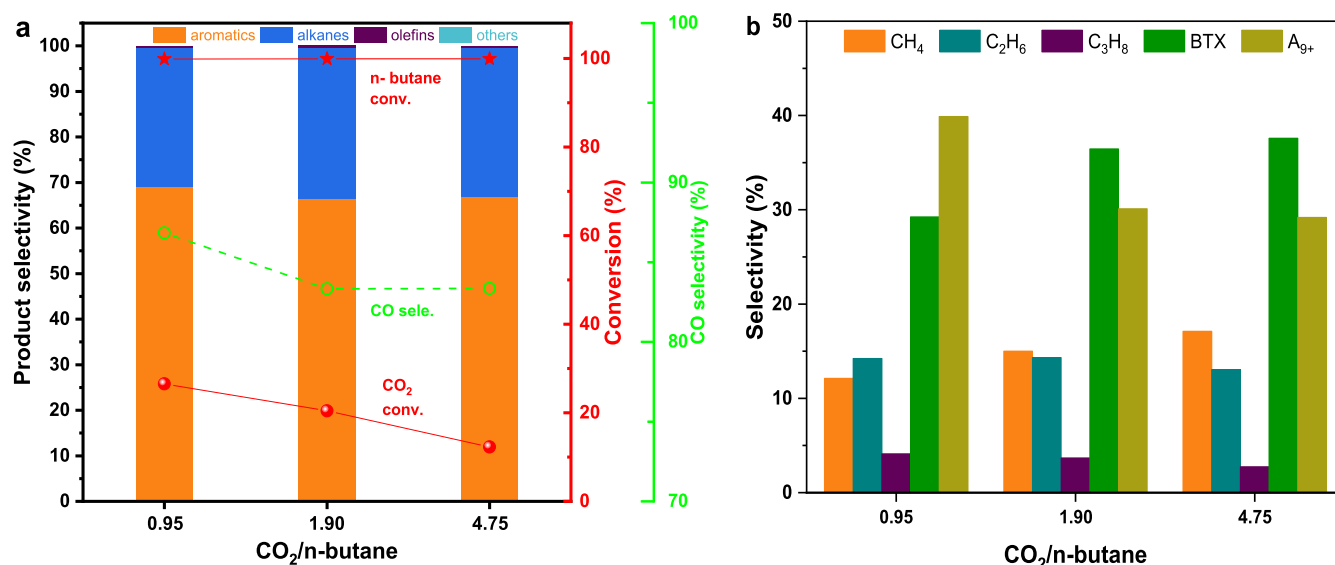 a
aromatics alkanes olefins others
Product selectivity (%)
100
90
80
70
60
50
40
30
20
10
0
n- butane
conv.
CO sele.
CO₂
conv.
0.95 1.90 4.75
CO₂/n-butane
100
80
60
40
20
0
Conversion (%)
100
90
80
70
CO selectivity (%)
b
CH₄ C₂H₆ C₃H₈ BTX A₉₊
Selectivity (%)
50
40
30
20
10
0
0.95 1.90 4.75
CO₂/n-butane